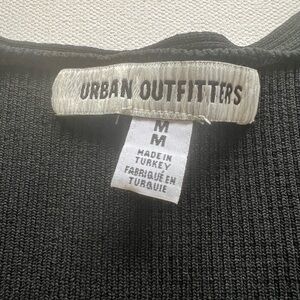 URBAN OUTFITTERS
M
M
MADE IN
TURKEY
FABRIQUÉ EN
TURQUIE